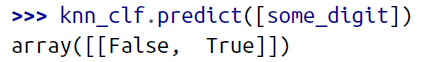 >>> knn_clf.predict([some_digit])
array([[False,  True]])